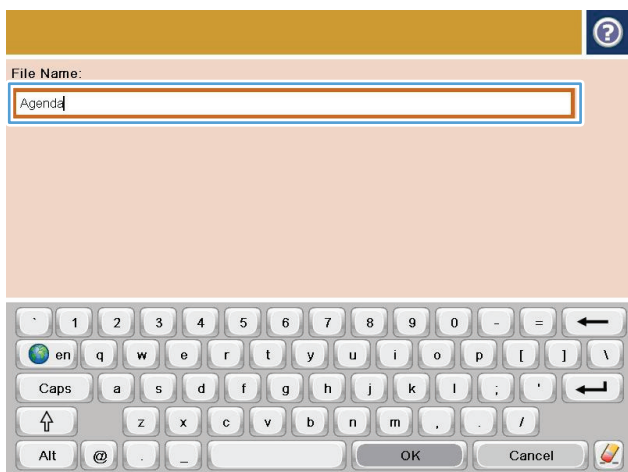 ?
File Name:
Agenda
` 1 2 3 4 5 6 7 8 9 0 - =
en q w e r t y u i o p [ ] \
Caps a s d f g h j k l ; '
z x c v b n m , . /
Alt @ . _ OK Cancel